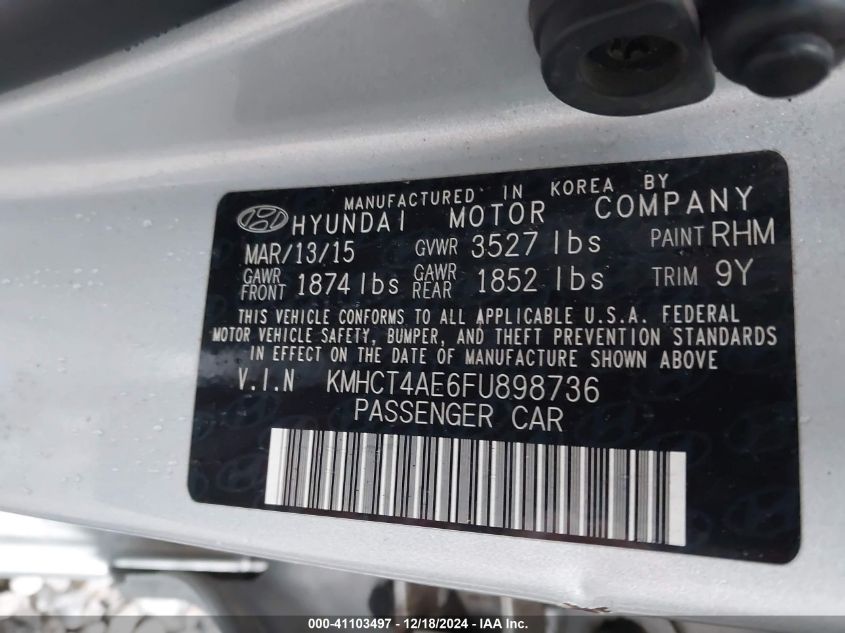 MANUFACTURED IN KOREA BY
HYUNDAI MOTOR COMPANY
MAR/13/15 GVWR 3527 lbs PAINT RHM
GAWR FRONT 1874 lbs GAWR REAR 1852 lbs TRIM 9Y
THIS VEHICLE CONFORMS TO ALL APPLICABLE U.S.A. FEDERAL
MOTOR VEHICLE SAFETY, BUMPER, AND THEFT PREVENTION STANDARDS
IN EFFECT ON THE DATE OF MANUFACTURE SHOWN ABOVE
V.I.N KMHCT4AE6FU898736
PASSENGER CAR
000-41103497 - 12/18/2024 - IAAI.com